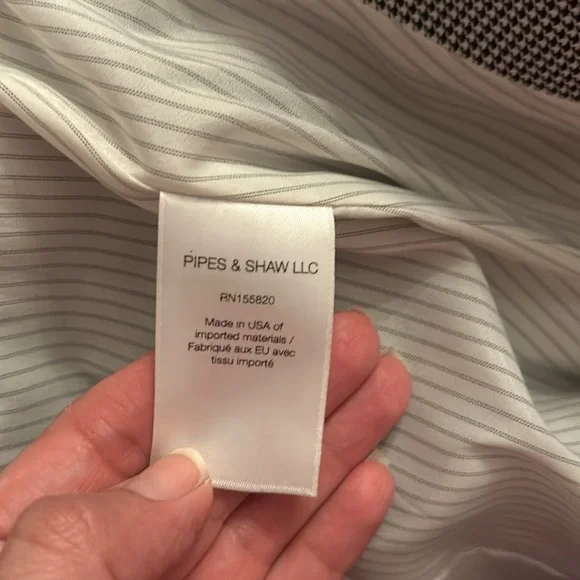 PIPES & SHAW LLC
RN155820
Made in USA of
imported materials /
Fabriqué aux EU avec
tissu importé